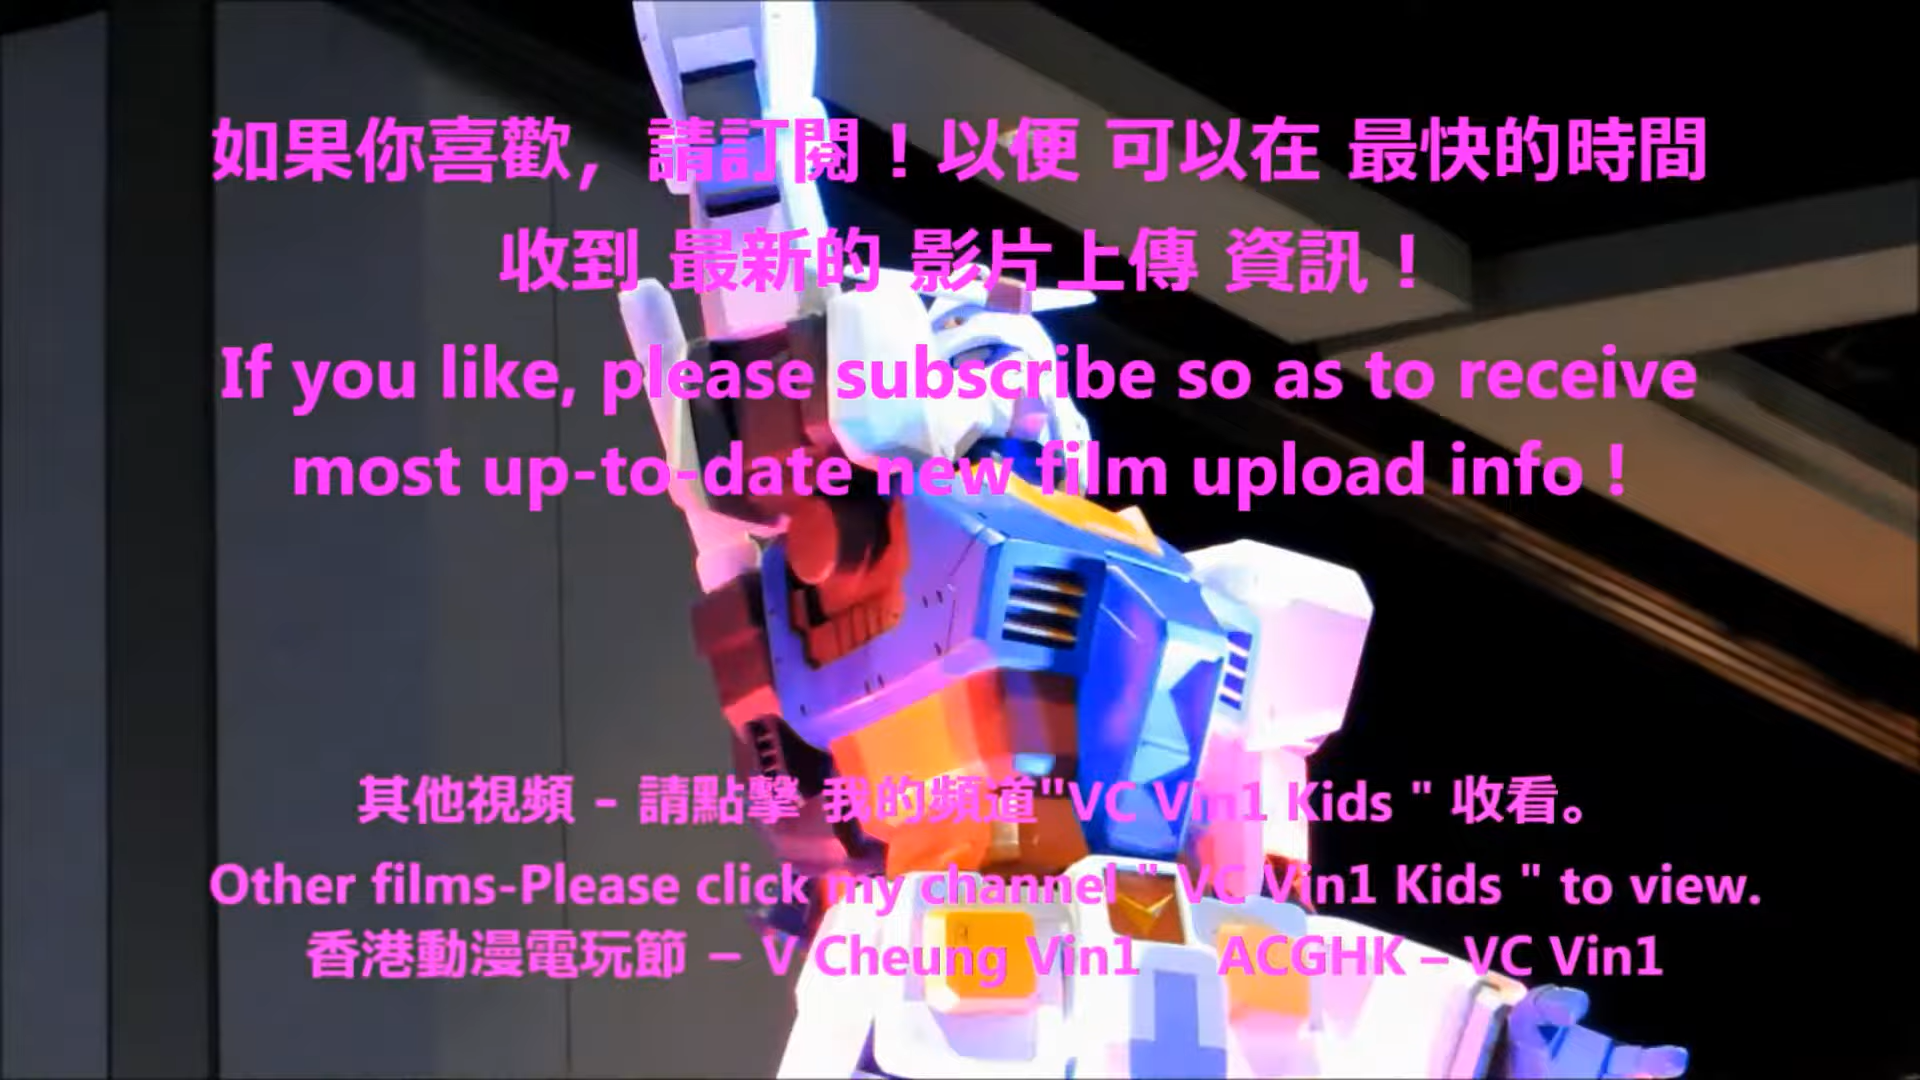 如果你喜歡，請訂閱！以便 可以在 最快的時間
收到 最新的 影片上傳 資訊！
If you like, please subscribe so as to receive
most up-to-date new film upload info !
其他視頻 - 請點擊 我的頻道"VC Vin1 Kids " 收看。
Other films-Please click my channel " VC Vin1 Kids " to view.
香港動漫電玩節 – V Cheung Vin1 ACGHK – VC Vin1